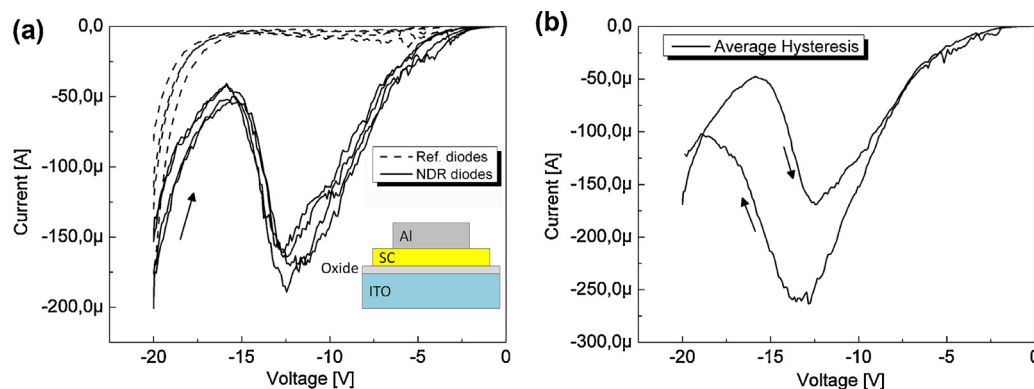 (a)
0,0
-50,0μ
-100,0μ
-150,0μ
-200,0μ
Current [A]
-20
-15
-10
-5
0
Voltage [V]
Ref. diodes
NDR diodes
Al
SC
Oxide
ITO
(b)
0,0
-50,0μ
-100,0μ
-150,0μ
-200,0μ
-250,0μ
-300,0μ
Current [A]
-20
-15
-10
-5
0
Voltage [V]
Average Hysteresis